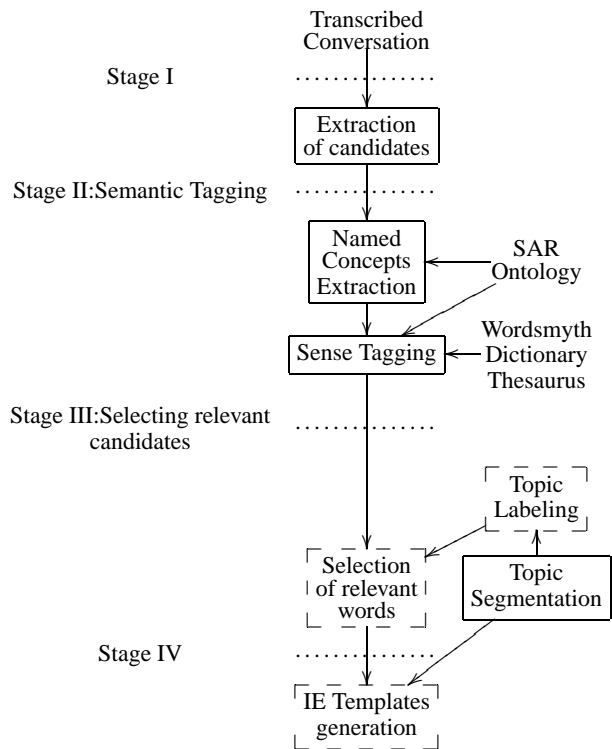 Transcribed
Conversation
Stage I
Extraction
of candidates
Stage II:Semantic Tagging
Named
Concepts
Extraction
SAR
Ontology
Sense Tagging
Wordsmyth
Dictionary
Thesaurus
Stage III:Selecting relevant
candidates
Topic
Labeling
Selection
of relevant
words
Topic
Segmentation
Stage IV
IE Templates
generation